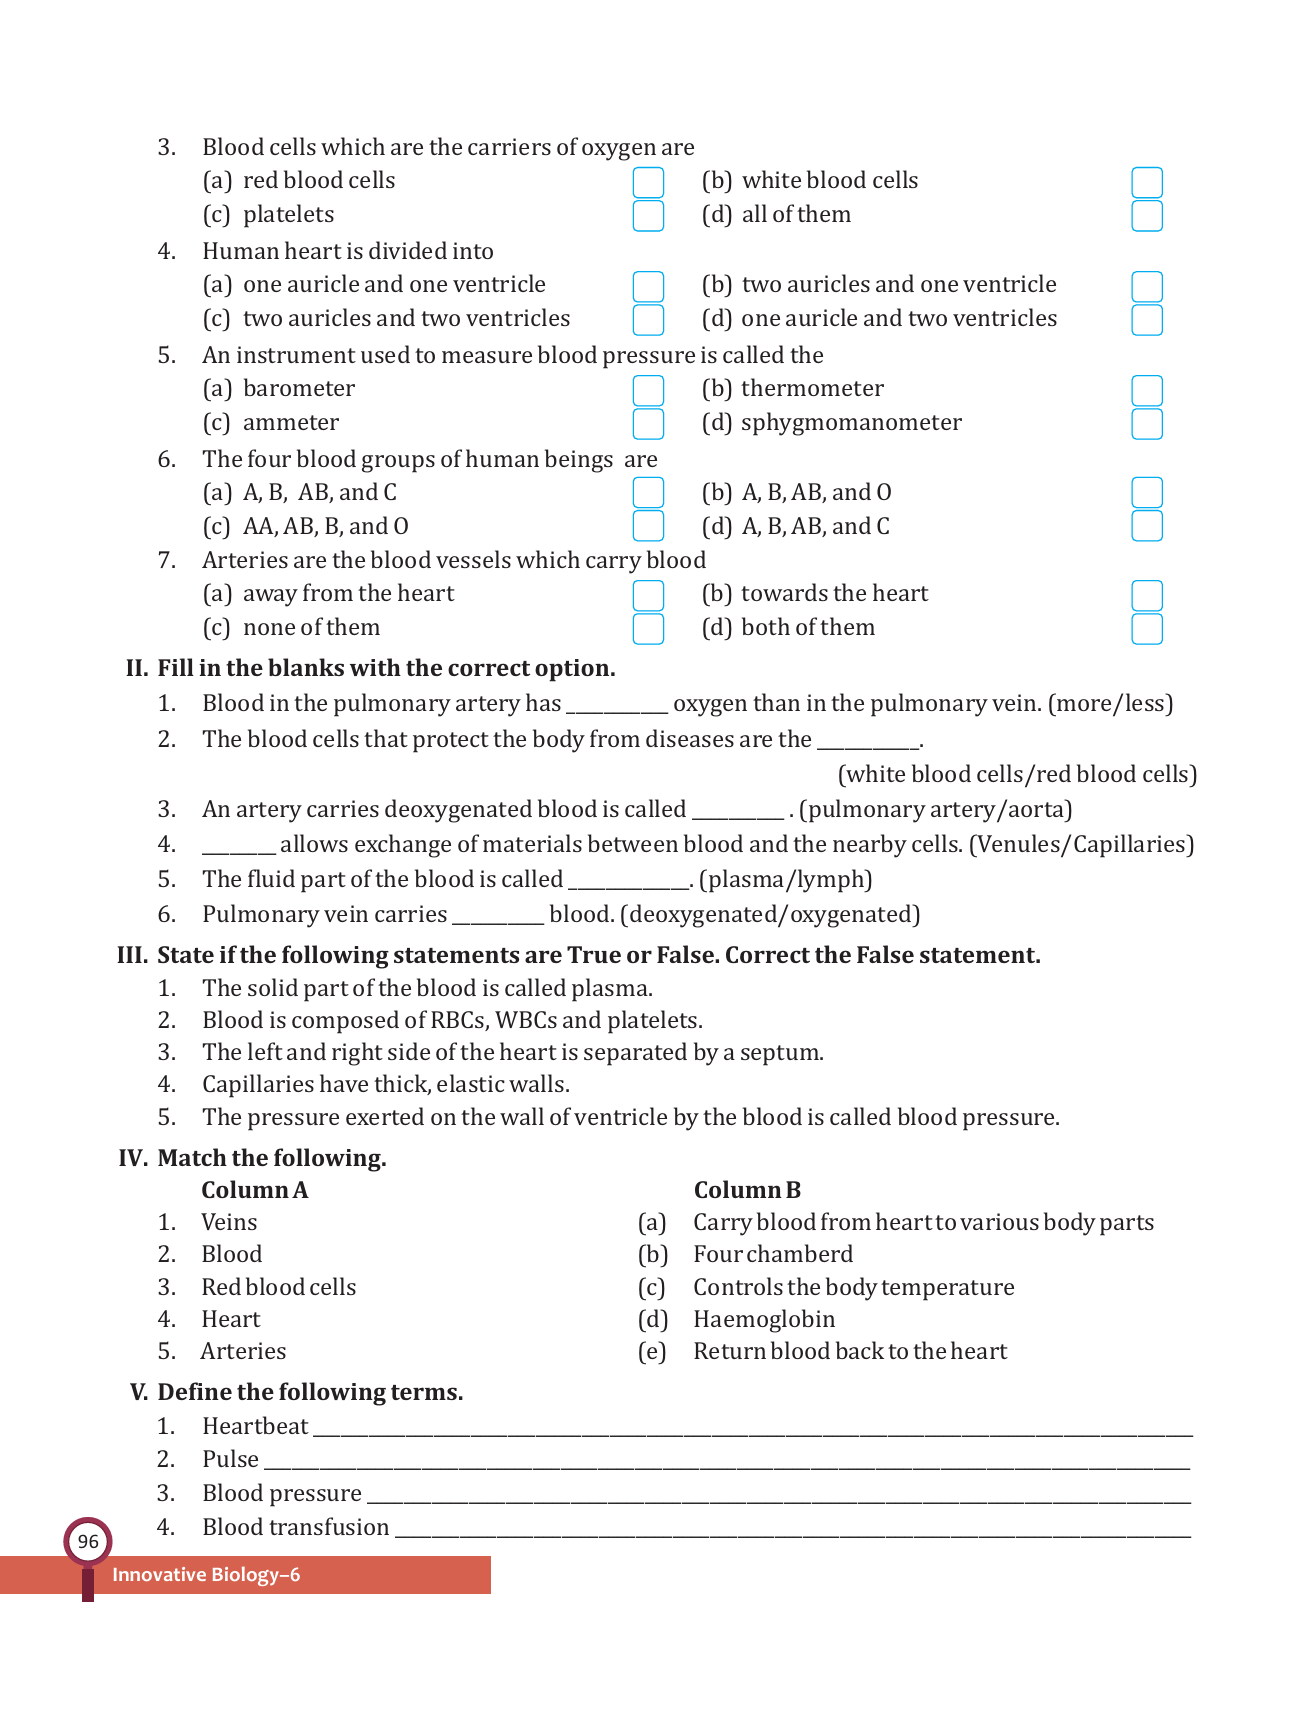 3. Blood cells which are the carriers of oxygen are
(a) red blood cells (b) white blood cells
(c) platelets (d) all of them
4. Human heart is divided into
(a) one auricle and one ventricle (b) two auricles and one ventricle
(c) two auricles and two ventricles (d) one auricle and two ventricles
5. An instrument used to measure blood pressure is called the
(a) barometer (b) thermometer
(c) ammeter (d) sphygmomanometer
6. The four blood groups of human beings are
(a) A, B, AB, and C (b) A, B, AB, and O
(c) AA, AB, B, and O (d) A, B, AB, and C
7. Arteries are the blood vessels which carry blood
(a) away from the heart (b) towards the heart
(c) none of them (d) both of them
II. Fill in the blanks with the correct option.
1. Blood in the pulmonary artery has ___________ oxygen than in the pulmonary vein. (more/less)
2. The blood cells that protect the body from diseases are the ___________.
(white blood cells/red blood cells)
3. An artery carries deoxygenated blood is called __________ . (pulmonary artery/aorta)
4. ________ allows exchange of materials between blood and the nearby cells. (Venules/Capillaries)
5. The fluid part of the blood is called _____________. (plasma/lymph)
6. Pulmonary vein carries __________ blood. (deoxygenated/oxygenated)
III. State if the following statements are True or False. Correct the False statement.
1. The solid part of the blood is called plasma.
2. Blood is composed of RBCs, WBCs and platelets.
3. The left and right side of the heart is separated by a septum.
4. Capillaries have thick, elastic walls.
5. The pressure exerted on the wall of ventricle by the blood is called blood pressure.
IV. Match the following.
Column A Column B
1. Veins (a) Carry blood from heart to various body parts
2. Blood (b) Four chamberd
3. Red blood cells (c) Controls the body temperature
4. Heart (d) Haemoglobin
5. Arteries (e) Return blood back to the heart
V. Define the following terms.
1. Heartbeat ____________________
2. Pulse ____________________
3. Blood pressure ____________________
4. Blood transfusion ____________________
96
Innovative Biology–6